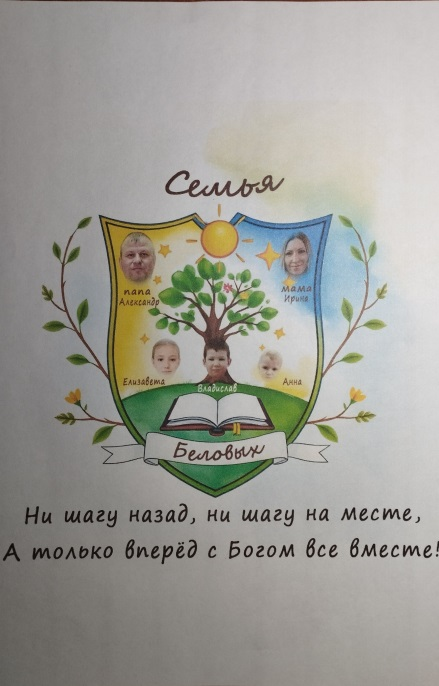 Семья
папа
Александр
мама
Ирина
Елизавета
Владислав
Анна
Беловых
Ни шагу назад, ни шагу на месте,
А только вперёд с Богом все вместе!